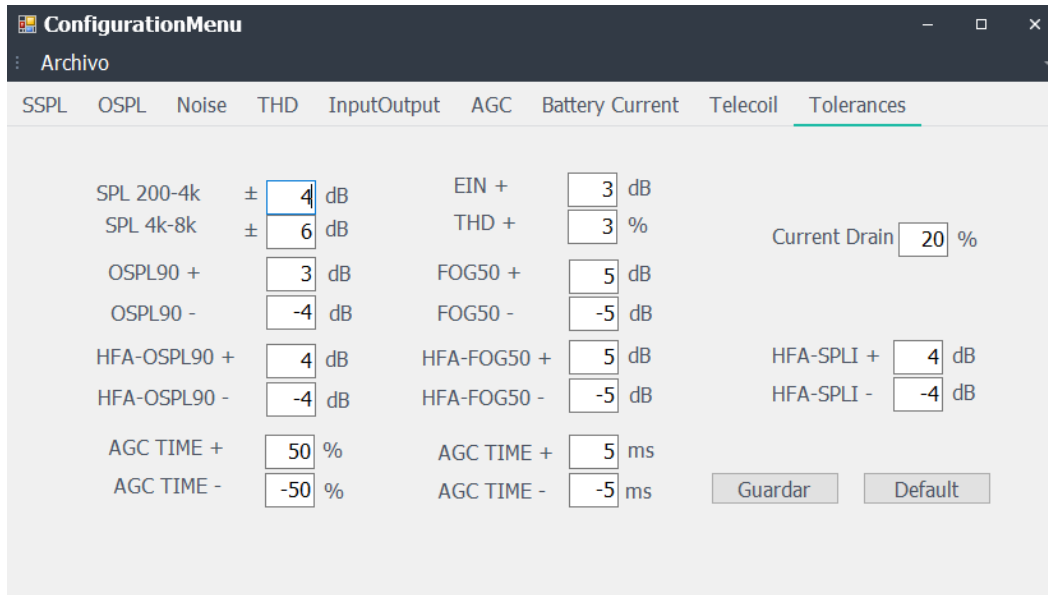 ConfigurationMenu
Archivo
SSPL OSPL Noise THD InputOutput AGC Battery Current Telecoil Tolerances
SPL 200-4k ± 4 dB EIN + 3 dB
SPL 4k-8k ± 6 dB THD + 3 % Current Drain 20 %
OSPL90 + 3 dB FOG50 + 5 dB
OSPL90 - -4 dB FOG50 - -5 dB
HFA-OSPL90 + 4 dB HFA-FOG50 + 5 dB HFA-SPLI + 4 dB
HFA-OSPL90 - -4 dB HFA-FOG50 - -5 dB HFA-SPLI - -4 dB
AGC TIME + 50 % AGC TIME + 5 ms
AGC TIME - -50 % AGC TIME - -5 ms Guardar Default